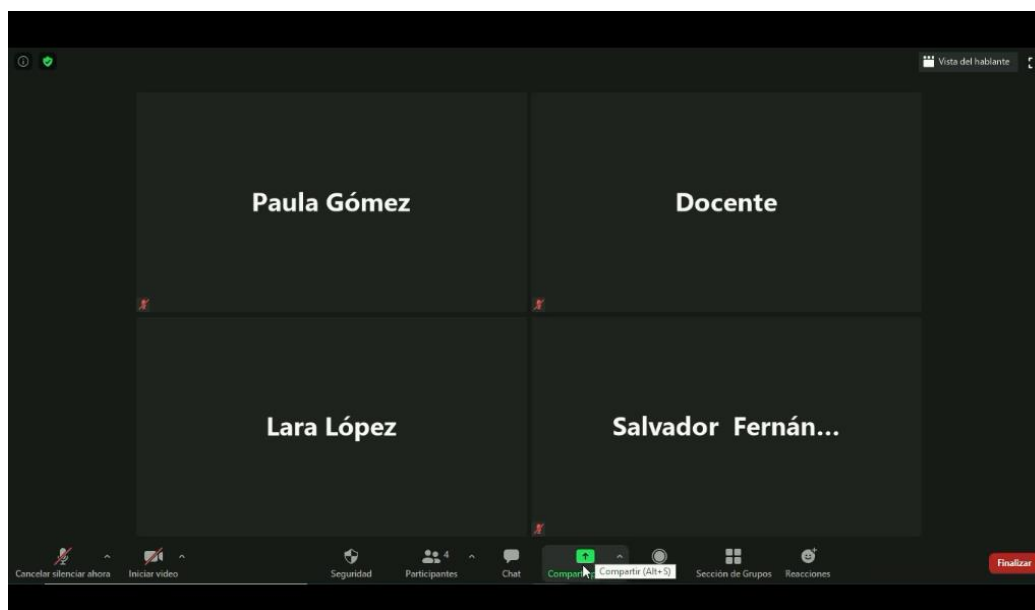 Vista del hablante
Paula Gómez
Docente
Lara López
Salvador Fernán...
4
Cancelar silenciar ahora
Iniciar video
Seguridad
Participantes
Chat
Compartir (Alt+S)
Sección de Grupos
Reacciones
Finalizar